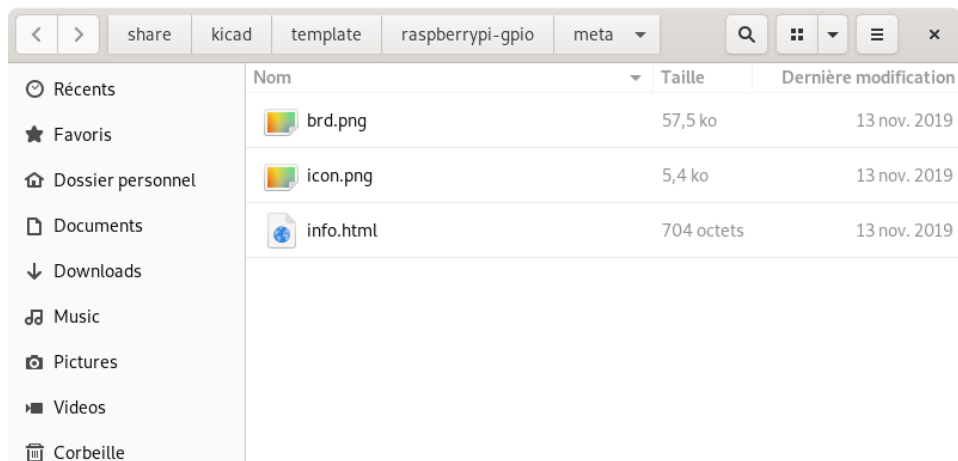 share kicad template raspberrypi-gpio meta
Nom Taille Dernière modification
Récents
brd.png 57,5 ko 13 nov. 2019
Favoris
icon.png 5,4 ko 13 nov. 2019
Dossier personnel
Documents
info.html 704 octets 13 nov. 2019
Downloads
Music
Pictures
Videos
Corbeille